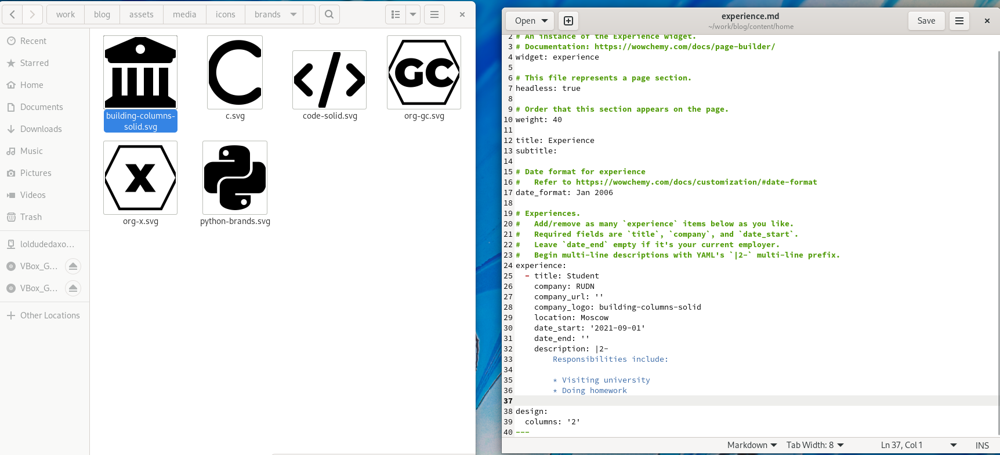 work blog assets media icons brands
Recent
Starred
Home
Documents
Downloads
Music
Pictures
Videos
Trash
loldudedaxo...
VBox_G...
VBox_G...
Other Locations
building-columns-
solid.svg
c.svg
code-solid.svg
GC
org-gc.svg
X
org-x.svg
python-brands.svg
Open
experience.md
~/work/blog/content/home
Save
2 # An instance of the Experience widget.
3 # Documentation: https://wowchemy.com/docs/page-builder/
4 widget: experience
5
6 # This file represents a page section.
7 headless: true
8
9 # Order that this section appears on the page.
10 weight: 40
11
12 title: Experience
13 subtitle:
14
15 # Date format for experience
16 #   Refer to https://wowchemy.com/docs/customization/#date-format
17 date_format: Jan 2006
18
19 # Experiences.
20 #   Add/remove as many `experience` items below as you like.
21 #   Required fields are `title`, `company`, and `date_start`.
22 #   Leave `date_end` empty if it's your current employer.
23 #   Begin multi-line descriptions with YAML's `|2-` multi-line prefix.
24 experience:
25   - title: Student
26     company: RUDN
27     company_url: ''
28     company_logo: building-columns-solid
29     location: Moscow
30     date_start: '2021-09-01'
31     date_end: ''
32     description: |2-
33         Responsibilities include:
34
35         * Visiting university
36         * Doing homework
37
38 design:
39   columns: '2'
40 ---
Markdown Tab Width: 8 Ln 37, Col 1 INS